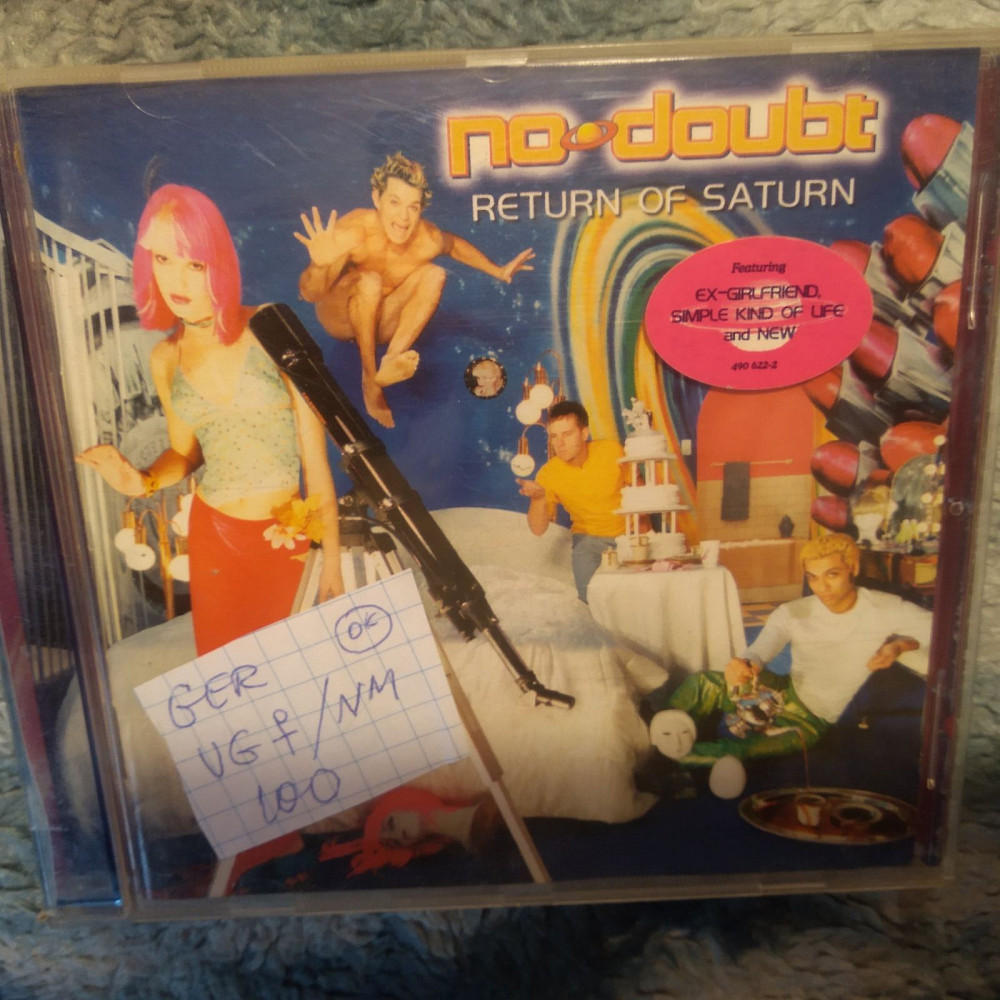 no doubt
RETURN OF SATURN
Featuring
EX-GIRLFRIEND,
SIMPLE KIND OF LIFE
and NEW
490 622-2
OK
GER
VG+/NM
100